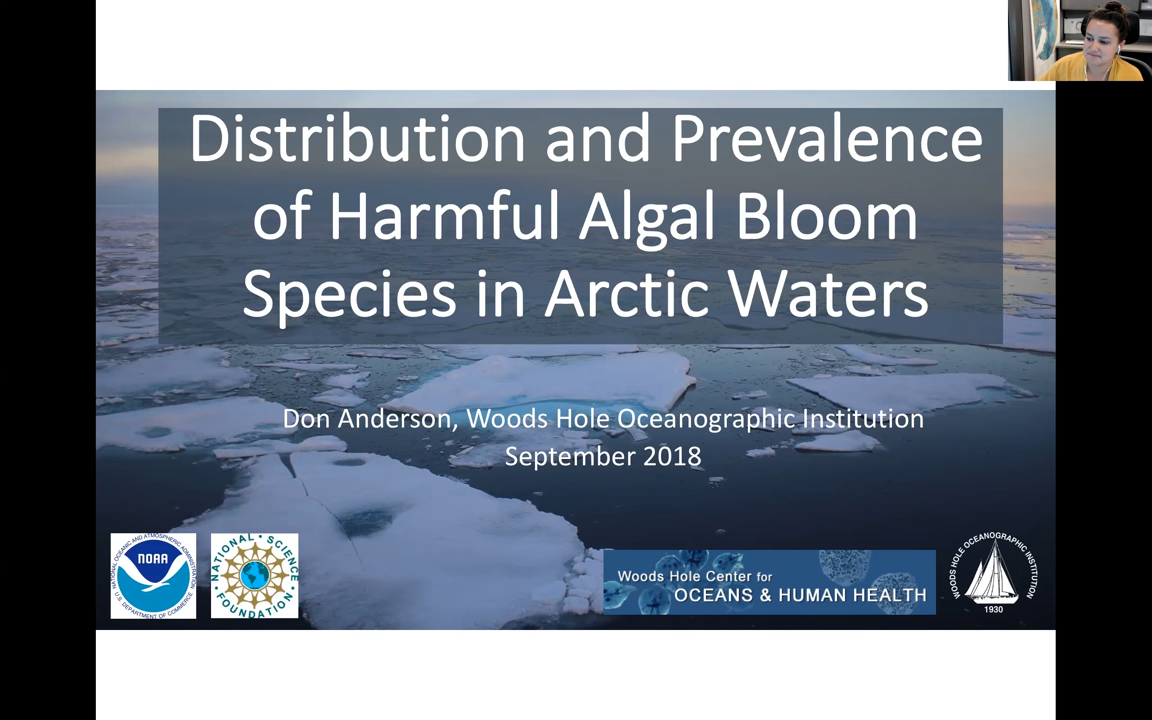 Distribution and Prevalence
of Harmful Algal Bloom
Species in Arctic Waters
Don Anderson, Woods Hole Oceanographic Institution
September 2018
NATIONAL OCEANIC AND ATMOSPHERIC ADMINISTRATION
NOAA
U.S. DEPARTMENT OF COMMERCE
NATIONAL · SCIENCE
FOUNDATION
Woods Hole Center for
OCEANS & HUMAN HEALTH
WOODS HOLE OCEANOGRAPHIC INSTITUTION
1930